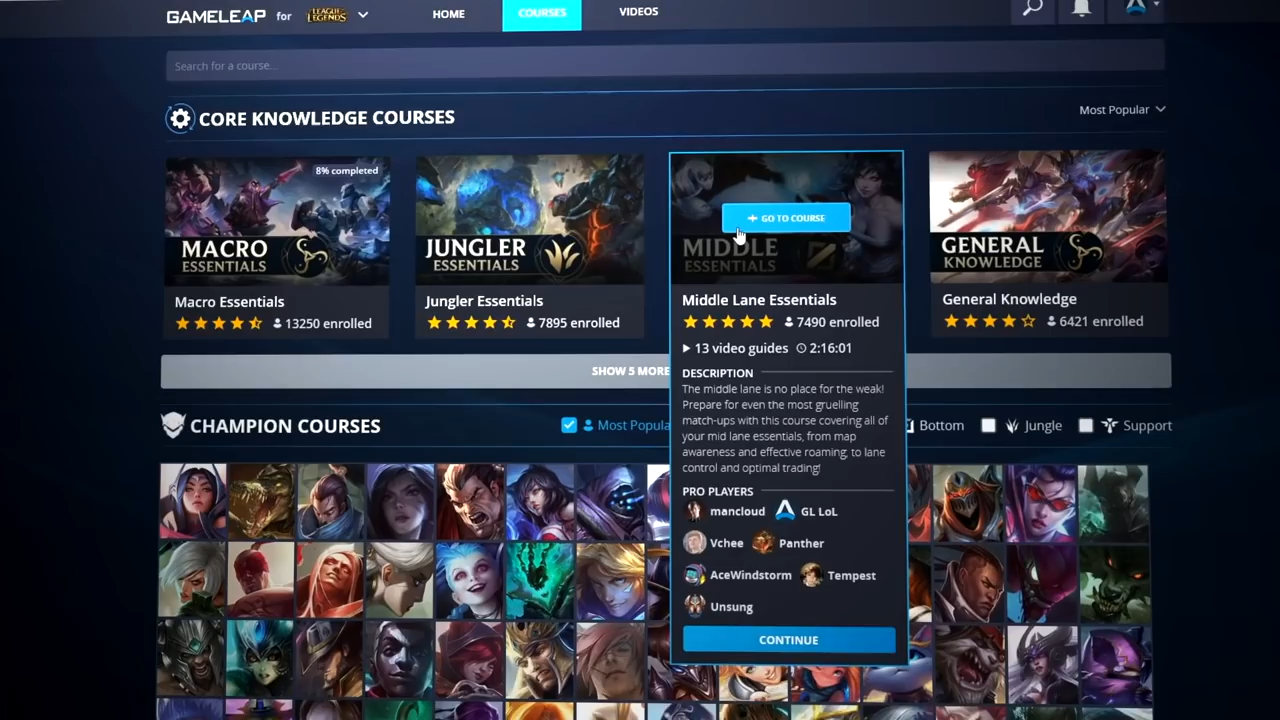 GAMELEAP for LEAGUE LEGENDS HOME COURSES VIDEOS
Search for a course...
CORE KNOWLEDGE COURSES
Most Popular
8% completed
MACRO
ESSENTIALS
Macro Essentials
13250 enrolled
JUNGLER
ESSENTIALS
Jungler Essentials
7895 enrolled
GO TO COURSE
MIDDLE
ESSENTIALS
Middle Lane Essentials
7490 enrolled
13 video guides 2:16:01
DESCRIPTION
The middle lane is no place for the weak!
Prepare for even the most gruelling
match-ups with this course covering all of
your mid lane essentials, from map
awareness and effective roaming, to lane
control and optimal trading!
PRO PLAYERS
mancloud GL LoL
Vchee Panther
AceWindstorm Tempest
Unsung
CONTINUE
GENERAL
KNOWLEDGE
General Knowledge
6421 enrolled
SHOW 5 MORE
CHAMPION COURSES
Most Popula
Bottom Jungle Support